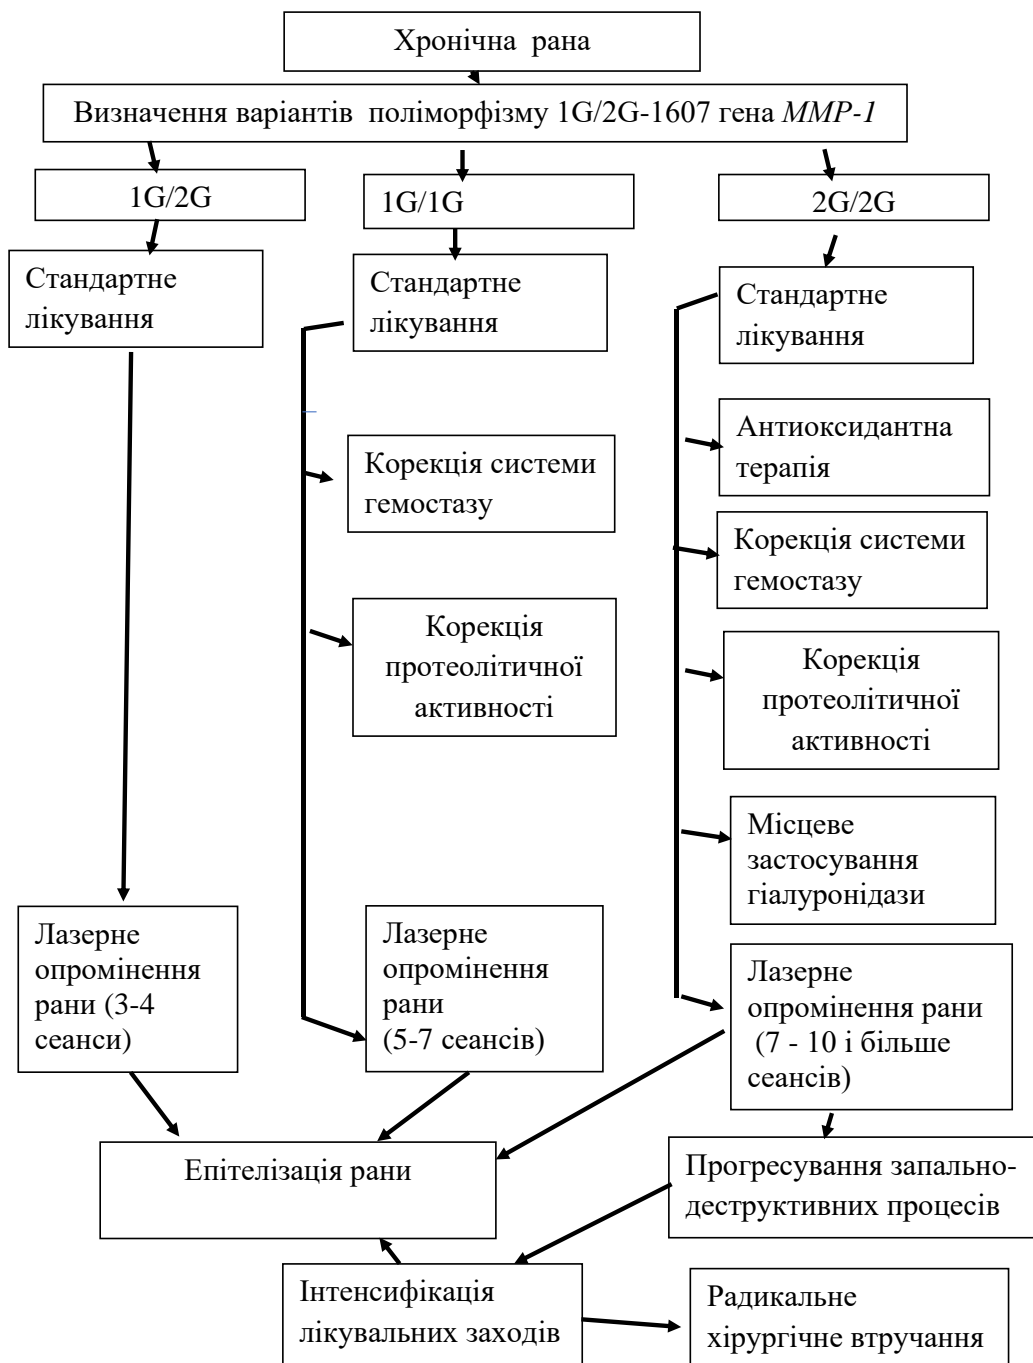 Хронічна рана
Визначення варіантів поліморфізму 1G/2G-1607 гена MMP-1
1G/2G
1G/1G
2G/2G
Стандартне
лікування
Стандартне
лікування
Стандартне
лікування
Антиоксидантна
терапія
Корекція системи
гемостазу
Корекція системи
гемостазу
Корекція
протеолітичної
активності
Корекція
протеолітичної
активності
Місцеве
застосування
гіалуронідази
Лазерне
опромінення
рани (3-4
сеанси)
Лазерне
опромінення
рани
(5-7 сеансів)
Лазерне
опромінення рани
(7 - 10 і більше
сеансів)
Епітелізація рани
Прогресування запально-
деструктивних процесів
Інтенсифікація
лікувальних заходів
Радикальне
хірургічне втручання